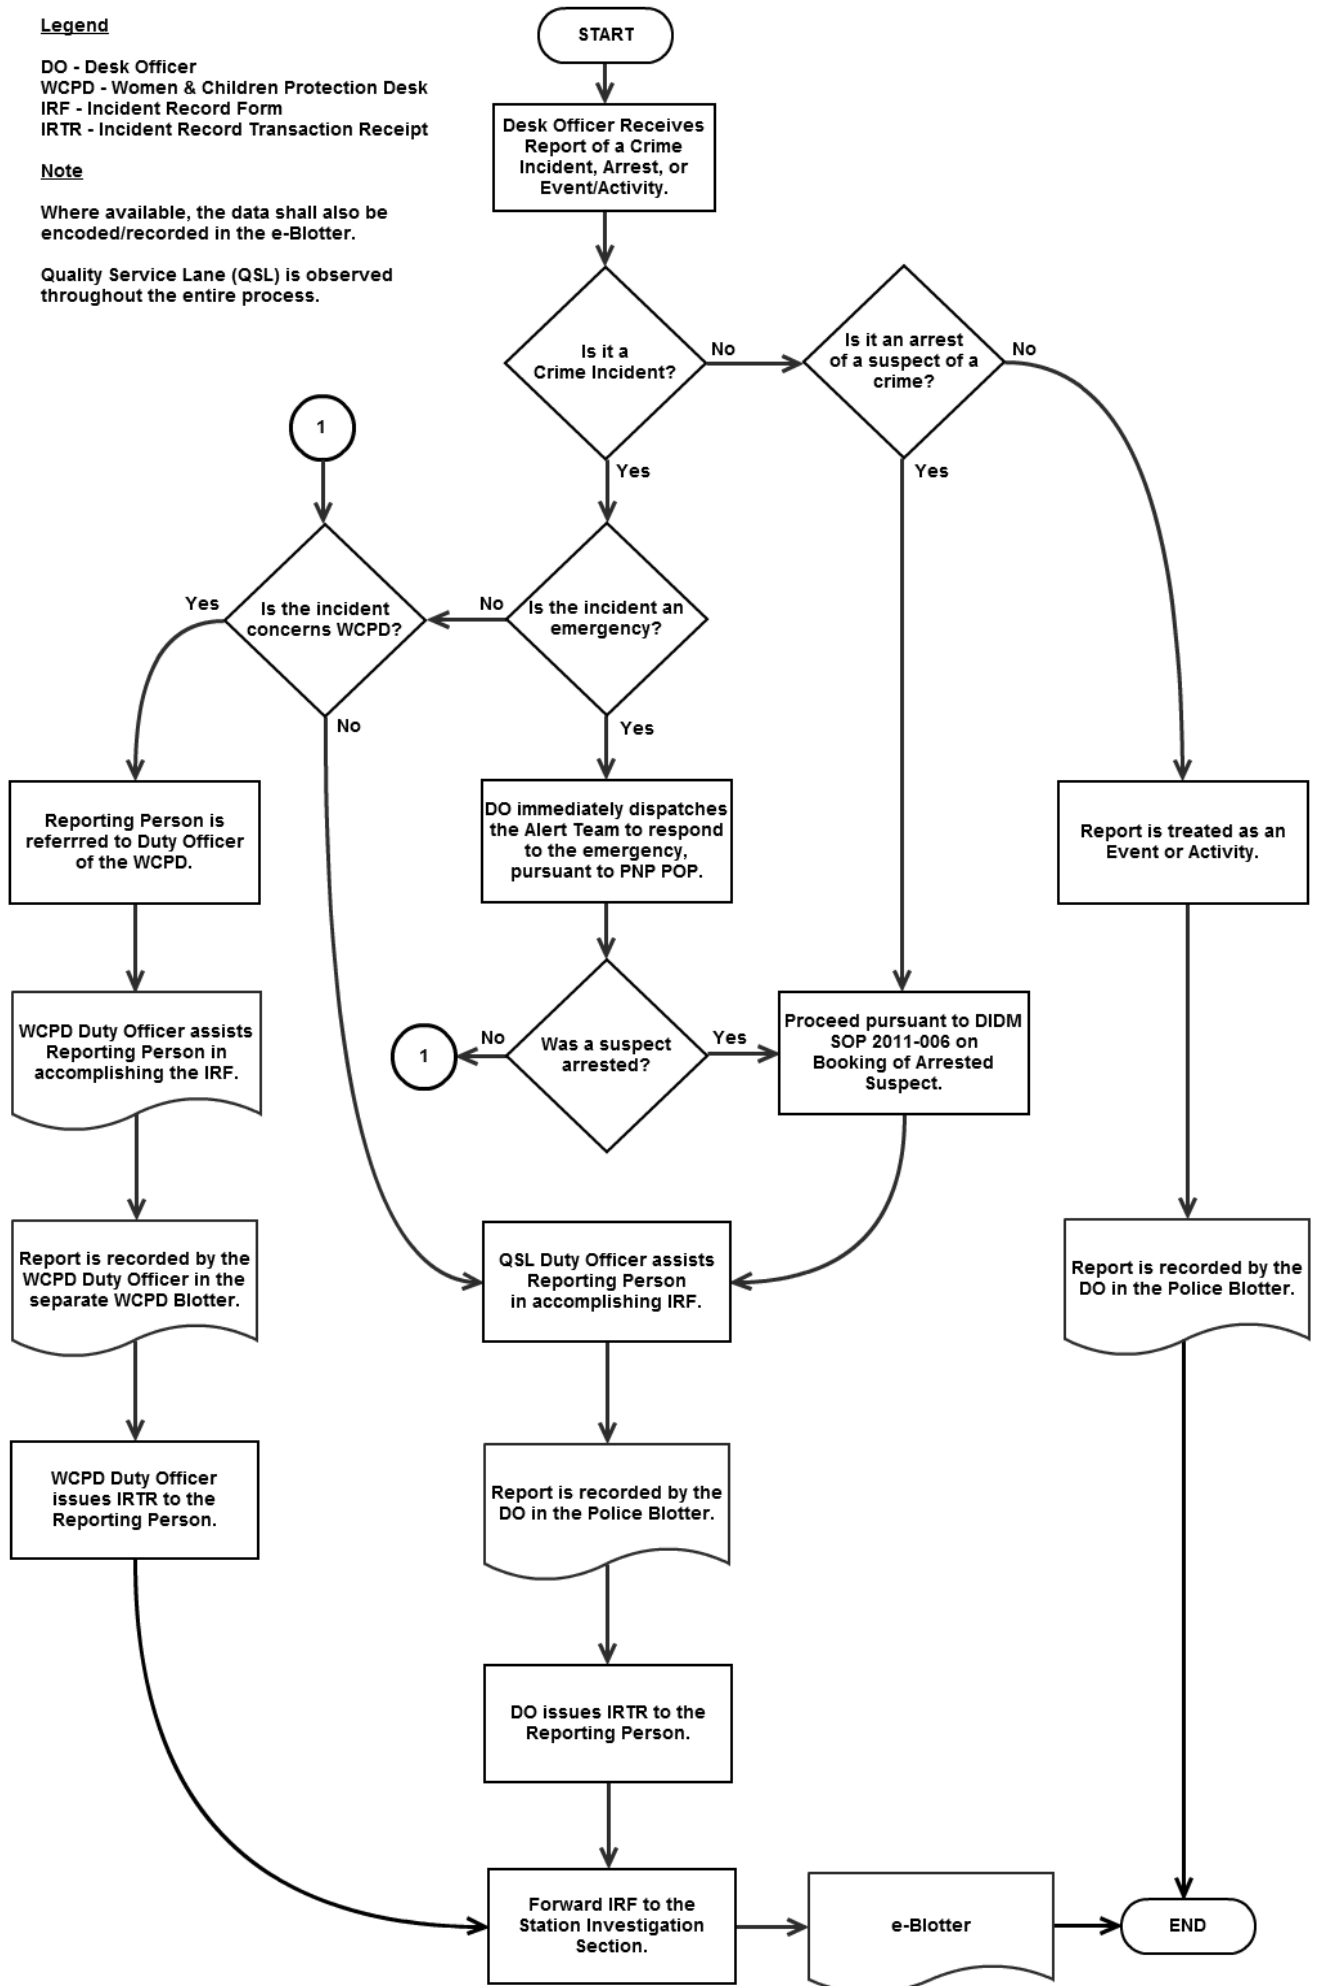 Legend
DO - Desk Officer
WCPD - Women & Children Protection Desk
IRF - Incident Record Form
IRTR - Incident Record Transaction Receipt
Note
Where available, the data shall also be
encoded/recorded in the e-Blotter.
Quality Service Lane (QSL) is observed
throughout the entire process.
START
Desk Officer Receives
Report of a Crime
Incident, Arrest, or
Event/Activity.
Is it a
Crime Incident?
No
Is it an arrest
of a suspect of a
crime?
No
1
Yes
Yes
Yes
Is the incident
concerns WCPD?
No
Is the incident an
emergency?
No
Yes
Reporting Person is
referrred to Duty Officer
of the WCPD.
DO immediately dispatches
the Alert Team to respond
to the emergency,
pursuant to PNP POP.
Report is treated as an
Event or Activity.
WCPD Duty Officer assists
Reporting Person in
accomplishing the IRF.
1
No
Was a suspect
arrested?
Yes
Proceed pursuant to DIDM
SOP 2011-006 on
Booking of Arrested
Suspect.
Report is recorded by the
WCPD Duty Officer in the
separate WCPD Blotter.
QSL Duty Officer assists
Reporting Person
in accomplishing IRF.
Report is recorded by the
DO in the Police Blotter.
WCPD Duty Officer
issues IRTR to the
Reporting Person.
Report is recorded by the
DO in the Police Blotter.
DO issues IRTR to the
Reporting Person.
Forward IRF to the
Station Investigation
Section.
e-Blotter
END